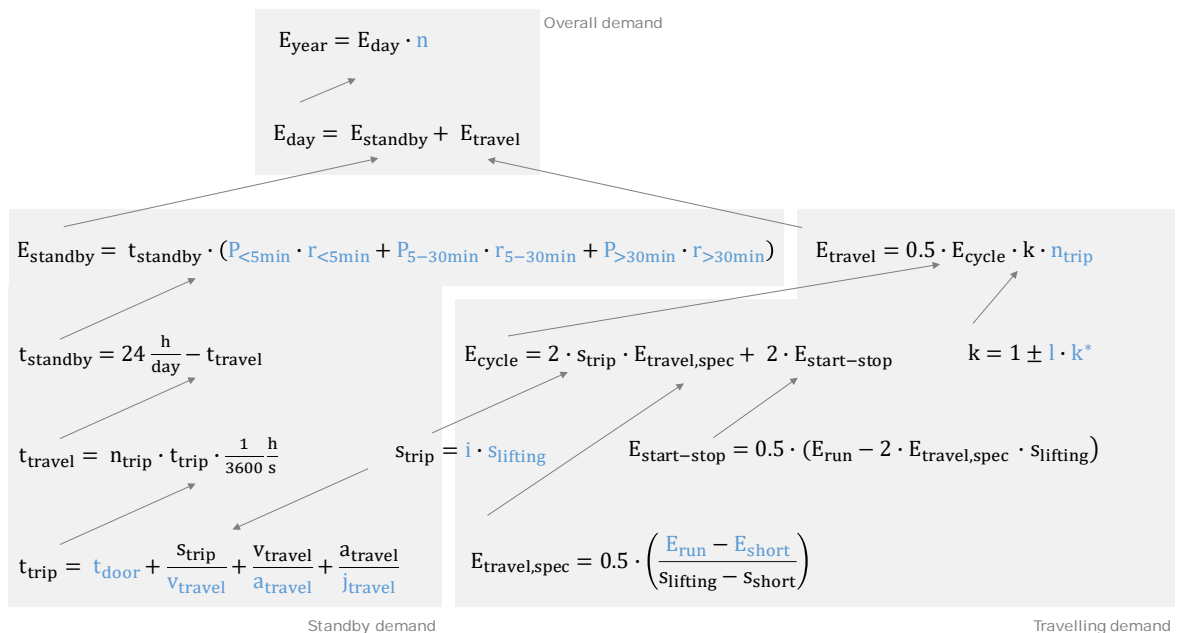 Overall demand
E_year = E_day · n
E_day = E_standby + E_travel
E_standby = t_standby · (P_<5min · r_<5min + P_5−30min · r_5−30min + P_>30min · r_>30min)
E_travel = 0.5 · E_cycle · k · n_trip
t_standby = 24 h/day − t_travel
E_cycle = 2 · s_trip · E_travel,spec + 2 · E_start−stop
k = 1 ± l · k*
t_travel = n_trip · t_trip · 1/3600 h/s
s_trip = i · s_lifting
E_start−stop = 0.5 · (E_run − 2 · E_travel,spec · s_lifting)
t_trip = t_door + s_trip/v_travel + v_travel/a_travel + a_travel/j_travel
E_travel,spec = 0.5 · ((E_run − E_short)/(s_lifting − s_short))
Standby demand
Travelling demand